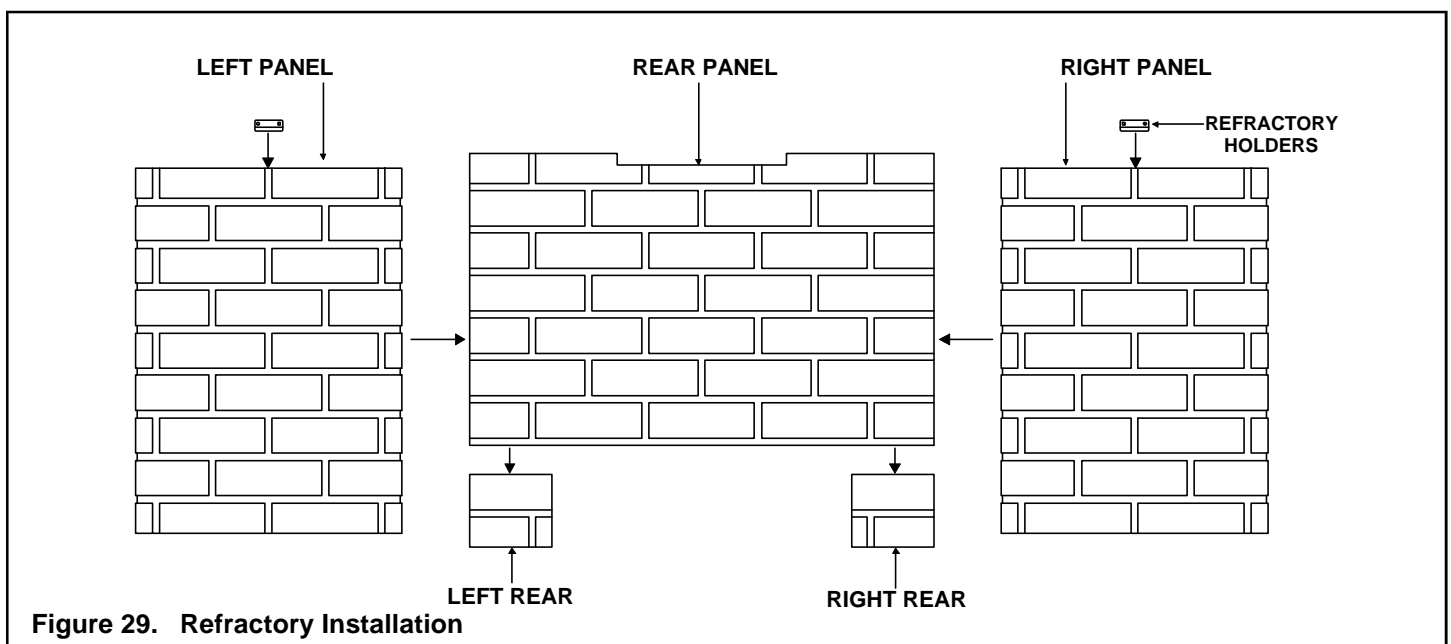 LEFT PANEL
REAR PANEL
RIGHT PANEL
REFRACTORY
HOLDERS
LEFT REAR
RIGHT REAR
Figure 29. Refractory Installation